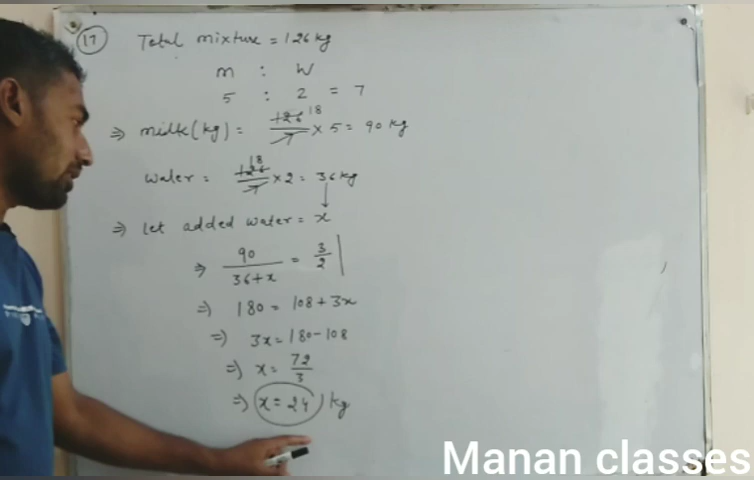 17 Total mixture = 126 kg
m : W
5 : 2 = 7
⇒ milk (kg) = 126/7 18 × 5 = 90 kg
Water = 126/7 18 × 2 = 36 kg
⇒ let added water = x
⇒ 90/(36+x) = 3/2
⇒ 180 = 108 + 3x
⇒ 3x = 180 - 108
⇒ x = 72/3
⇒ x = 24 kg
Manan classes